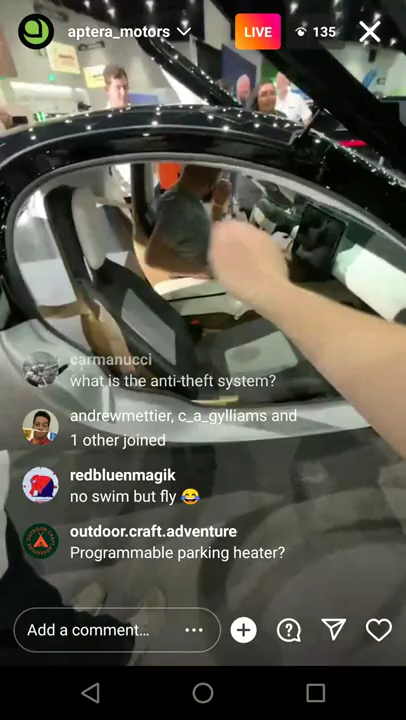 aptera_motors
LIVE
135
carmanucci
what is the anti-theft system?
andrewmettier, c_a_gylliams and
1 other joined
redbluenmagik
no swim but fly 😂
outdoor.craft.adventure
Programmable parking heater?
Add a comment...